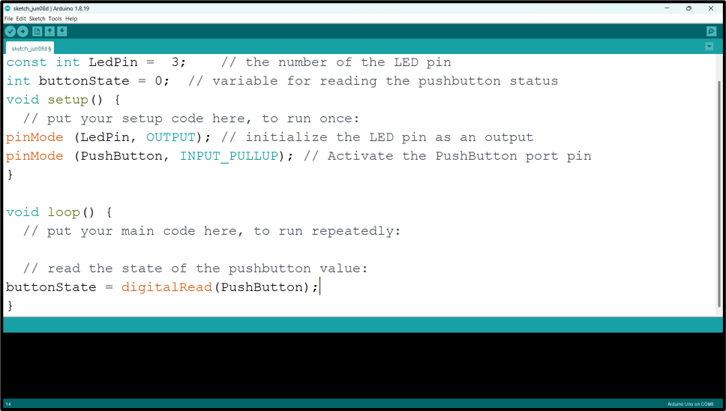 sketch_jun08d | Arduino 1.8.19
File Edit Sketch Tools Help
sketch_jun08d §
const int LedPin =  3;    // the number of the LED pin
int buttonState = 0;  // variable for reading the pushbutton status
void setup() {
  // put your setup code here, to run once:
pinMode (LedPin, OUTPUT); // initialize the LED pin as an output
pinMode (PushButton, INPUT_PULLUP); // Activate the PushButton port pin
}
void loop() {
  // put your main code here, to run repeatedly:
  // read the state of the pushbutton value:
buttonState = digitalRead(PushButton);
}
14
Arduino Uno on